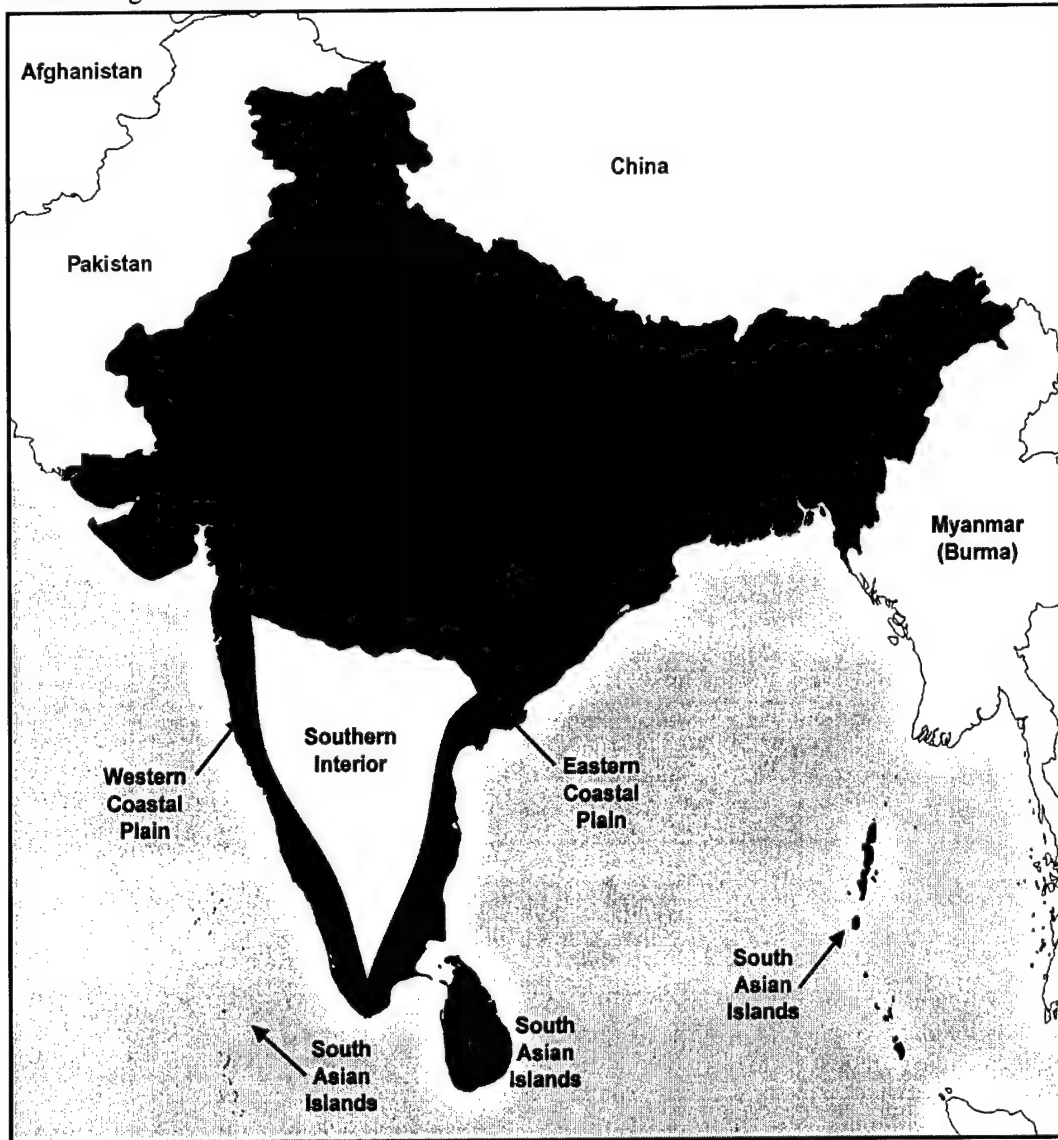 Afghanistan
China
Pakistan
Myanmar
(Burma)
Southern
Interior
Western
Coastal
Plain
Eastern
Coastal
Plain
South
Asian
Islands
South
Asian
Islands
South
Asian
Islands